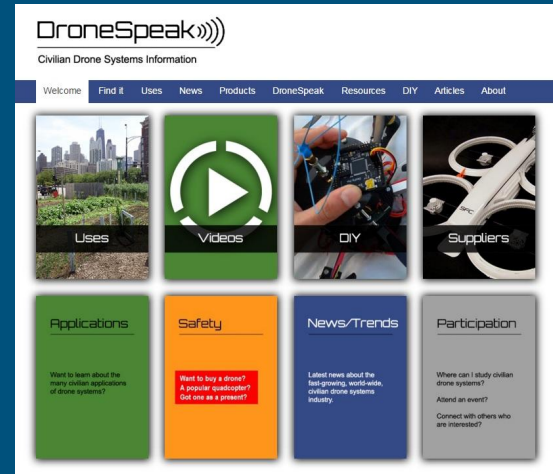 DroneSpeak
Civilian Drone Systems Information
Welcome Find it Uses News Products DroneSpeak Resources DIY Articles About
Uses
Videos
DIY
Suppliers
Applications
Want to learn about the
many civilian applications
of drone systems?
Safety
Want to buy a drone?
A popular quadcopter?
Got one as a present?
News/Trends
Latest news about the
fast-growing, world-wide,
civilian drone systems
industry.
Participation
Where can I study civilian
drone systems?
Attend an event?
Connect with others who
are interested?